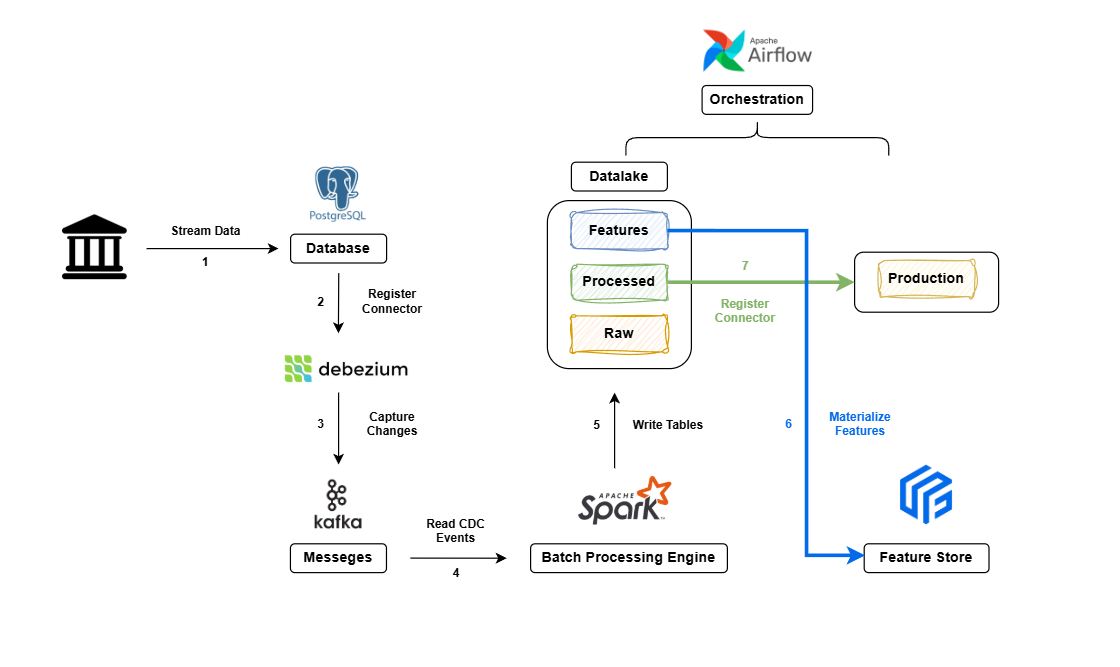 Apache
Airflow
Orchestration
PostgreSQL
Datalake
Stream Data
1
Database
Features
Processed
Raw
7
Register
Connector
Production
2
Register
Connector
debezium
3
Capture
Changes
5
Write Tables
6
Materialize
Features
kafka
Messeges
Read CDC
Events
4
APACHE
Spark
Batch Processing Engine
Feature Store